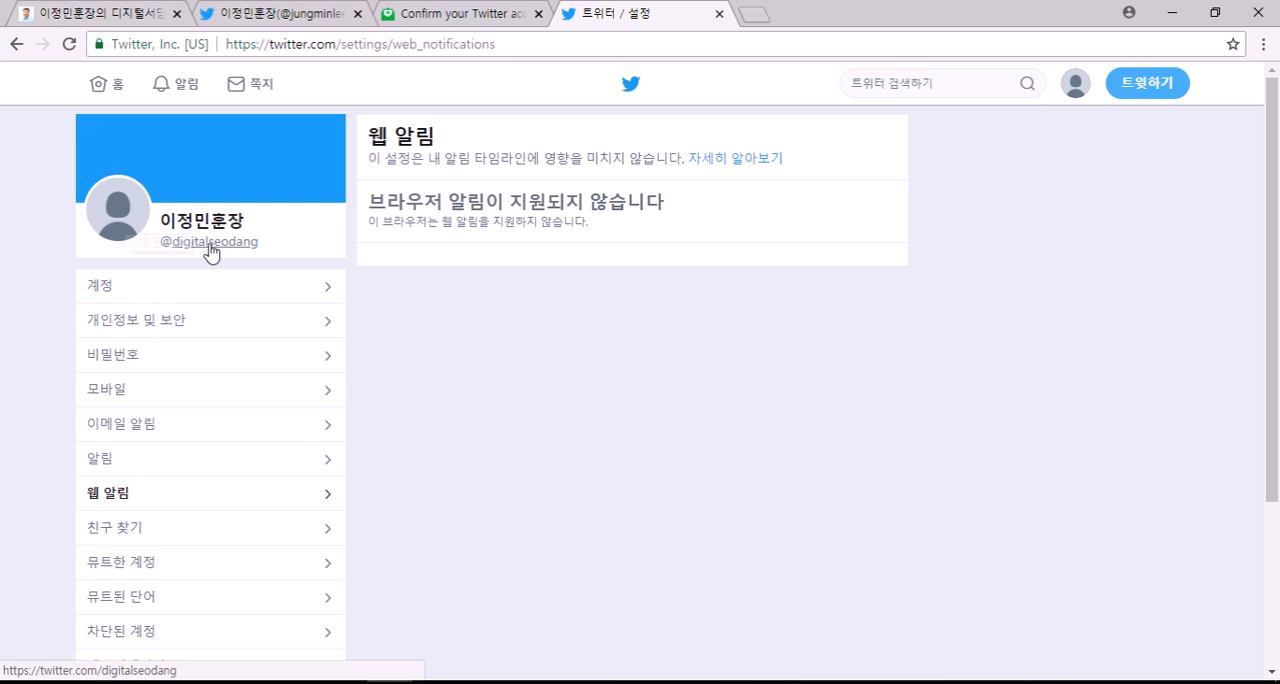 이정민훈장의 디지털서당
이정민훈장(@jungminlee
Confirm your Twitter acc
트위터 / 설정
Twitter, Inc. [US]
https://twitter.com/settings/web_notifications
홈
알림
쪽지
트위터 검색하기
트윗하기
이정민훈장
@digitalseodang
계정
개인정보 및 보안
비밀번호
모바일
이메일 알림
알림
웹 알림
친구 찾기
뮤트한 계정
뮤트된 단어
차단된 계정
웹 알림
이 설정은 내 알림 타임라인에 영향을 미치지 않습니다. 자세히 알아보기
브라우저 알림이 지원되지 않습니다
이 브라우저는 웹 알림을 지원하지 않습니다.
https://twitter.com/digitalseodang